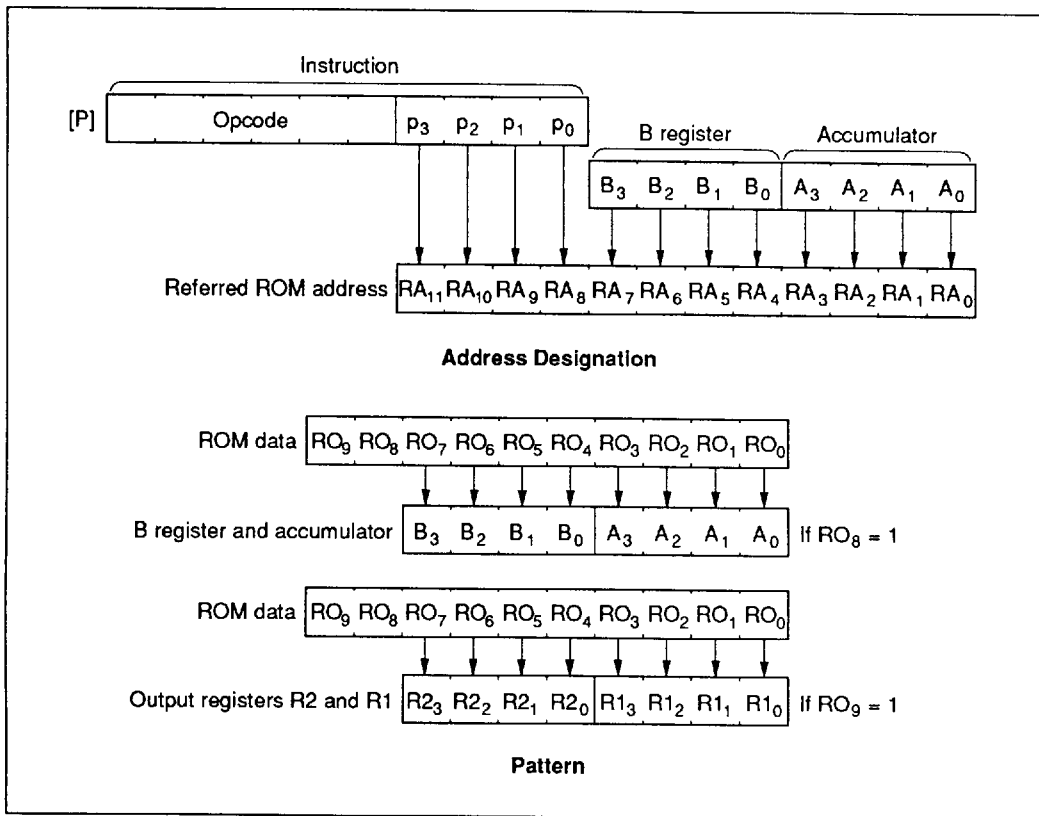 Instruction
[P] Opcode p3 p2 p1 p0
B register Accumulator
B3 B2 B1 B0 A3 A2 A1 A0
Referred ROM address RA11 RA10 RA9 RA8 RA7 RA6 RA5 RA4 RA3 RA2 RA1 RA0
Address Designation
ROM data RO9 RO8 RO7 RO6 RO5 RO4 RO3 RO2 RO1 RO0
B register and accumulator B3 B2 B1 B0 A3 A2 A1 A0 If RO8 = 1
ROM data RO9 RO8 RO7 RO6 RO5 RO4 RO3 RO2 RO1 RO0
Output registers R2 and R1 R23 R22 R21 R20 R13 R12 R11 R10 If RO9 = 1
Pattern